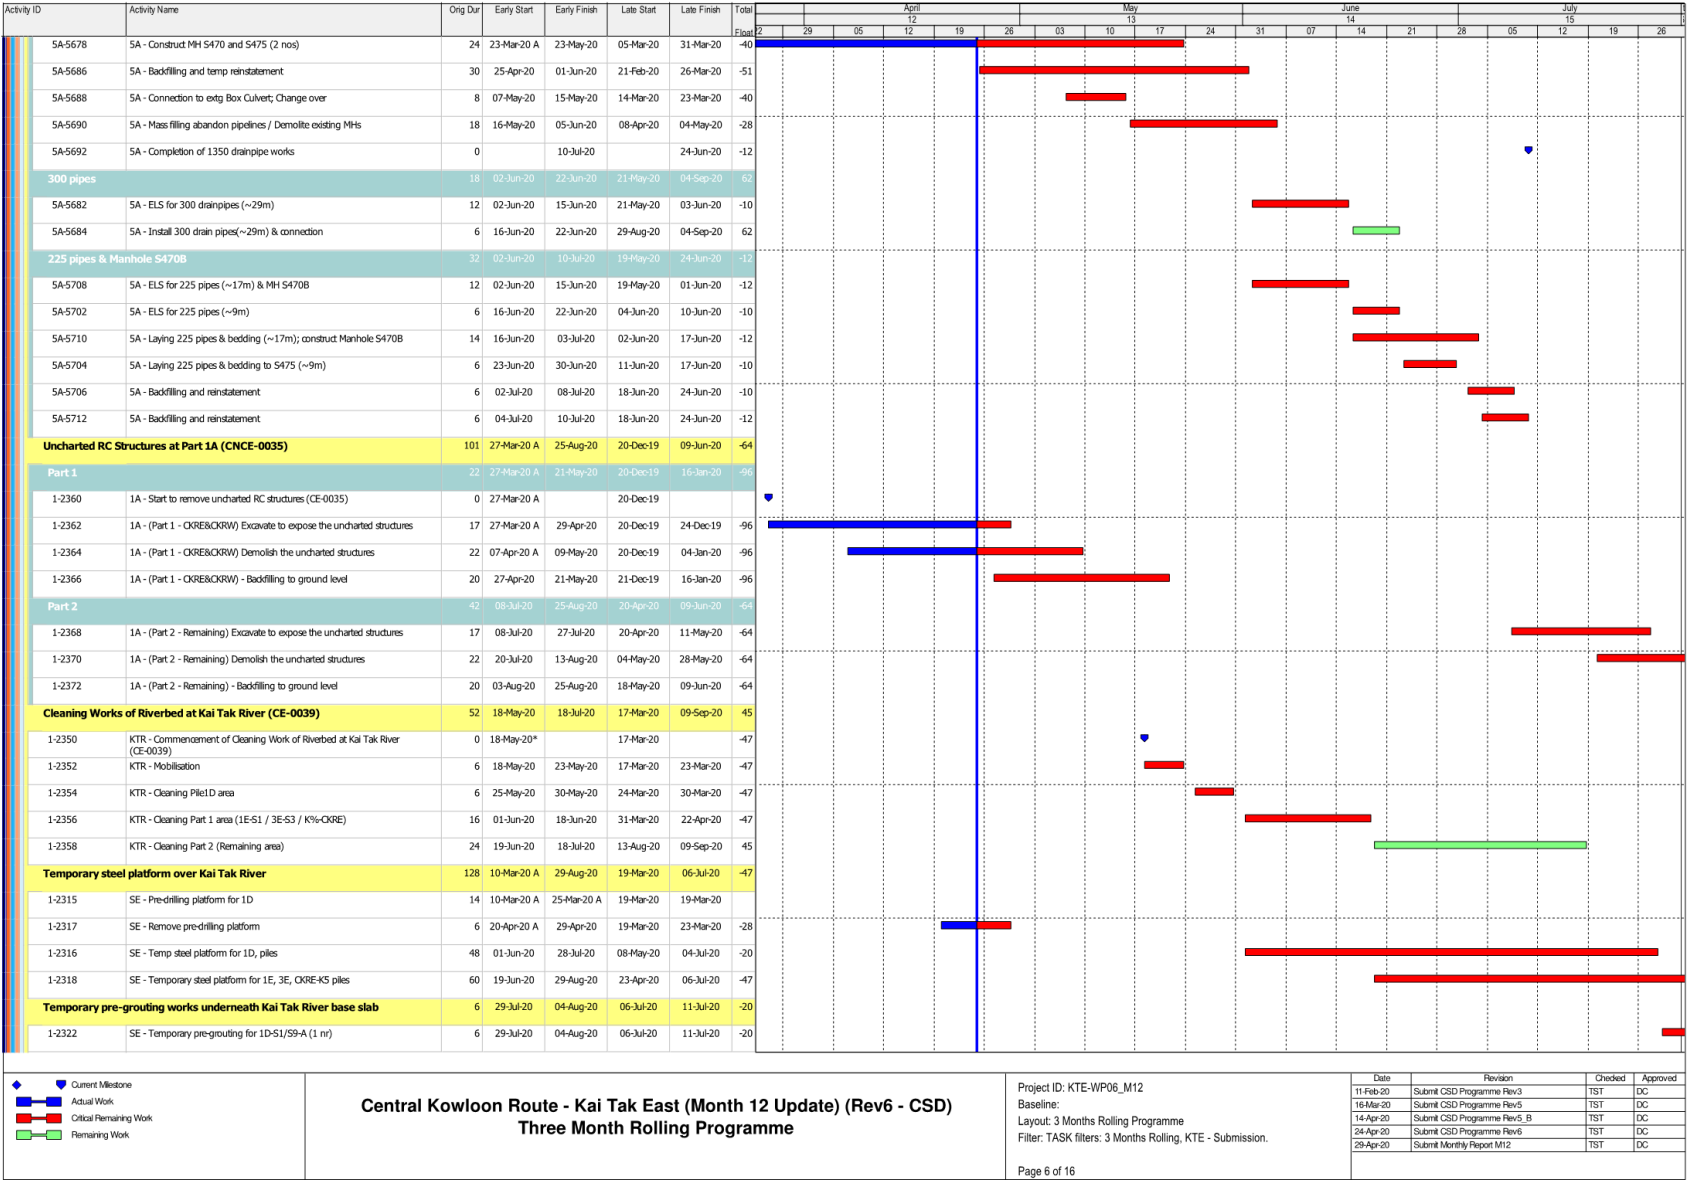 Activity ID Activity Name Orig Dur Early Start Early Finish Late Start Late Finish Total Float
April May June July
12 13 14 15
22 29 05 12 19 26 03 10 17 24 31 07 14 21 28 05 12 19 26
5A-5678 5A - Construct MH S470 and S475 (2 nos) 24 23-Mar-20 A 23-May-20 05-Mar-20 31-Mar-20 -40
5A-5686 5A - Backfilling and temp reinstatement 30 25-Apr-20 01-Jun-20 21-Feb-20 26-Mar-20 -51
5A-5688 5A - Connection to extg Box Culvert; Change over 8 07-May-20 15-May-20 14-Mar-20 23-Mar-20 -40
5A-5690 5A - Mass filling abandon pipelines / Demolite existing MHs 18 16-May-20 05-Jun-20 08-Apr-20 04-May-20 -28
5A-5692 5A - Completion of 1350 drainpipe works 0 10-Jul-20 24-Jun-20 -12
300 pipes 18 02-Jun-20 22-Jun-20 21-May-20 04-Sep-20 62
5A-5682 5A - ELS for 300 drainpipes (~29m) 12 02-Jun-20 15-Jun-20 21-May-20 03-Jun-20 -10
5A-5684 5A - Install 300 drain pipes(~29m) & connection 6 16-Jun-20 22-Jun-20 29-Aug-20 04-Sep-20 62
225 pipes & Manhole S470B 32 02-Jun-20 10-Jul-20 19-May-20 24-Jun-20 -12
5A-5708 5A - ELS for 225 pipes (~17m) & MH S470B 12 02-Jun-20 15-Jun-20 19-May-20 01-Jun-20 -12
5A-5702 5A - ELS for 225 pipes (~9m) 6 16-Jun-20 22-Jun-20 04-Jun-20 10-Jun-20 -10
5A-5710 5A - Laying 225 pipes & bedding (~17m); construct Manhole S470B 14 16-Jun-20 03-Jul-20 02-Jun-20 17-Jun-20 -12
5A-5704 5A - Laying 225 pipes & bedding to S475 (~9m) 6 23-Jun-20 30-Jun-20 11-Jun-20 17-Jun-20 -10
5A-5706 5A - Backfilling and reinstatement 6 02-Jul-20 08-Jul-20 18-Jun-20 24-Jun-20 -10
5A-5712 5A - Backfilling and reinstatement 6 04-Jul-20 10-Jul-20 18-Jun-20 24-Jun-20 -12
Uncharted RC Structures at Part 1A (CNCE-0035) 101 27-Mar-20 A 25-Aug-20 20-Dec-19 09-Jun-20 -64
Part 1 22 27-Mar-20 A 21-May-20 20-Dec-19 16-Jan-20 -96
1-2360 1A - Start to remove uncharted RC structures (CE-0035) 0 27-Mar-20 A 20-Dec-19
1-2362 1A - (Part 1 - CKRE&CKRW) Excavate to expose the uncharted structures 17 27-Mar-20 A 29-Apr-20 20-Dec-19 24-Dec-19 -96
1-2364 1A - (Part 1 - CKRE&CKRW) Demolish the uncharted structures 22 07-Apr-20 A 09-May-20 20-Dec-19 04-Jan-20 -96
1-2366 1A - (Part 1 - CKRE&CKRW) - Backfilling to ground level 20 27-Apr-20 21-May-20 21-Dec-19 16-Jan-20 -96
Part 2 42 08-Jul-20 25-Aug-20 20-Apr-20 09-Jun-20 -64
1-2368 1A - (Part 2 - Remaining) Excavate to expose the uncharted structures 17 08-Jul-20 27-Jul-20 20-Apr-20 11-May-20 -64
1-2370 1A - (Part 2 - Remaining) Demolish the uncharted structures 22 20-Jul-20 13-Aug-20 04-May-20 28-May-20 -64
1-2372 1A - (Part 2 - Remaining) - Backfilling to ground level 20 03-Aug-20 25-Aug-20 18-May-20 09-Jun-20 -64
Cleaning Works of Riverbed at Kai Tak River (CE-0039) 52 18-May-20 18-Jul-20 17-Mar-20 09-Sep-20 45
1-2350 KTR - Commencement of Cleaning Work of Riverbed at Kai Tak River 0 18-May-20* 17-Mar-20 -47
(CE-0039)
1-2352 KTR - Mobilisation 6 18-May-20 23-May-20 17-Mar-20 23-Mar-20 -47
1-2354 KTR - Cleaning Pile1D area 6 25-May-20 30-May-20 24-Mar-20 30-Mar-20 -47
1-2356 KTR - Cleaning Part 1 area (1E-S1 / 3E-S3 / K%-CKRE) 16 01-Jun-20 18-Jun-20 31-Mar-20 22-Apr-20 -47
1-2358 KTR - Cleaning Part 2 (Remaining area) 24 19-Jun-20 18-Jul-20 13-Aug-20 09-Sep-20 45
Temporary steel platform over Kai Tak River 128 10-Mar-20 A 29-Aug-20 19-Mar-20 06-Jul-20 -47
1-2315 SE - Pre-drilling platform for 1D 14 10-Mar-20 A 25-Mar-20 A 19-Mar-20 19-Mar-20
1-2317 SE - Remove pre-drilling platform 6 20-Apr-20 A 29-Apr-20 19-Mar-20 23-Mar-20 -28
1-2316 SE - Temp steel platform for 1D, piles 48 01-Jun-20 28-Jul-20 08-May-20 04-Jul-20 -20
1-2318 SE - Temporary steel platform for 1E, 3E, CKRE-K5 piles 60 19-Jun-20 29-Aug-20 23-Apr-20 06-Jul-20 -47
Temporary pre-grouting works underneath Kai Tak River base slab 6 29-Jul-20 04-Aug-20 06-Jul-20 11-Jul-20 -20
1-2322 SE - Temporary pre-grouting for 1D-S1/S9-A (1 nr) 6 29-Jul-20 04-Aug-20 06-Jul-20 11-Jul-20 -20
Current Milestone
Actual Work
Critical Remaining Work
Remaining Work
Central Kowloon Route - Kai Tak East (Month 12 Update) (Rev6 - CSD)
Three Month Rolling Programme
Project ID: KTE-WP06_M12
Baseline:
Layout: 3 Months Rolling Programme
Filter: TASK filters: 3 Months Rolling, KTE - Submission.
Page 6 of 16
Date Revision Checked Approved
11-Feb-20 Submit CSD Programme Rev3 TST DC
16-Mar-20 Submit CSD Programme Rev5 TST DC
14-Apr-20 Submit CSD Programme Rev5_B TST DC
24-Apr-20 Submit CSD Programme Rev6 TST DC
29-Apr-20 Submit Monthly Report M12 TST DC